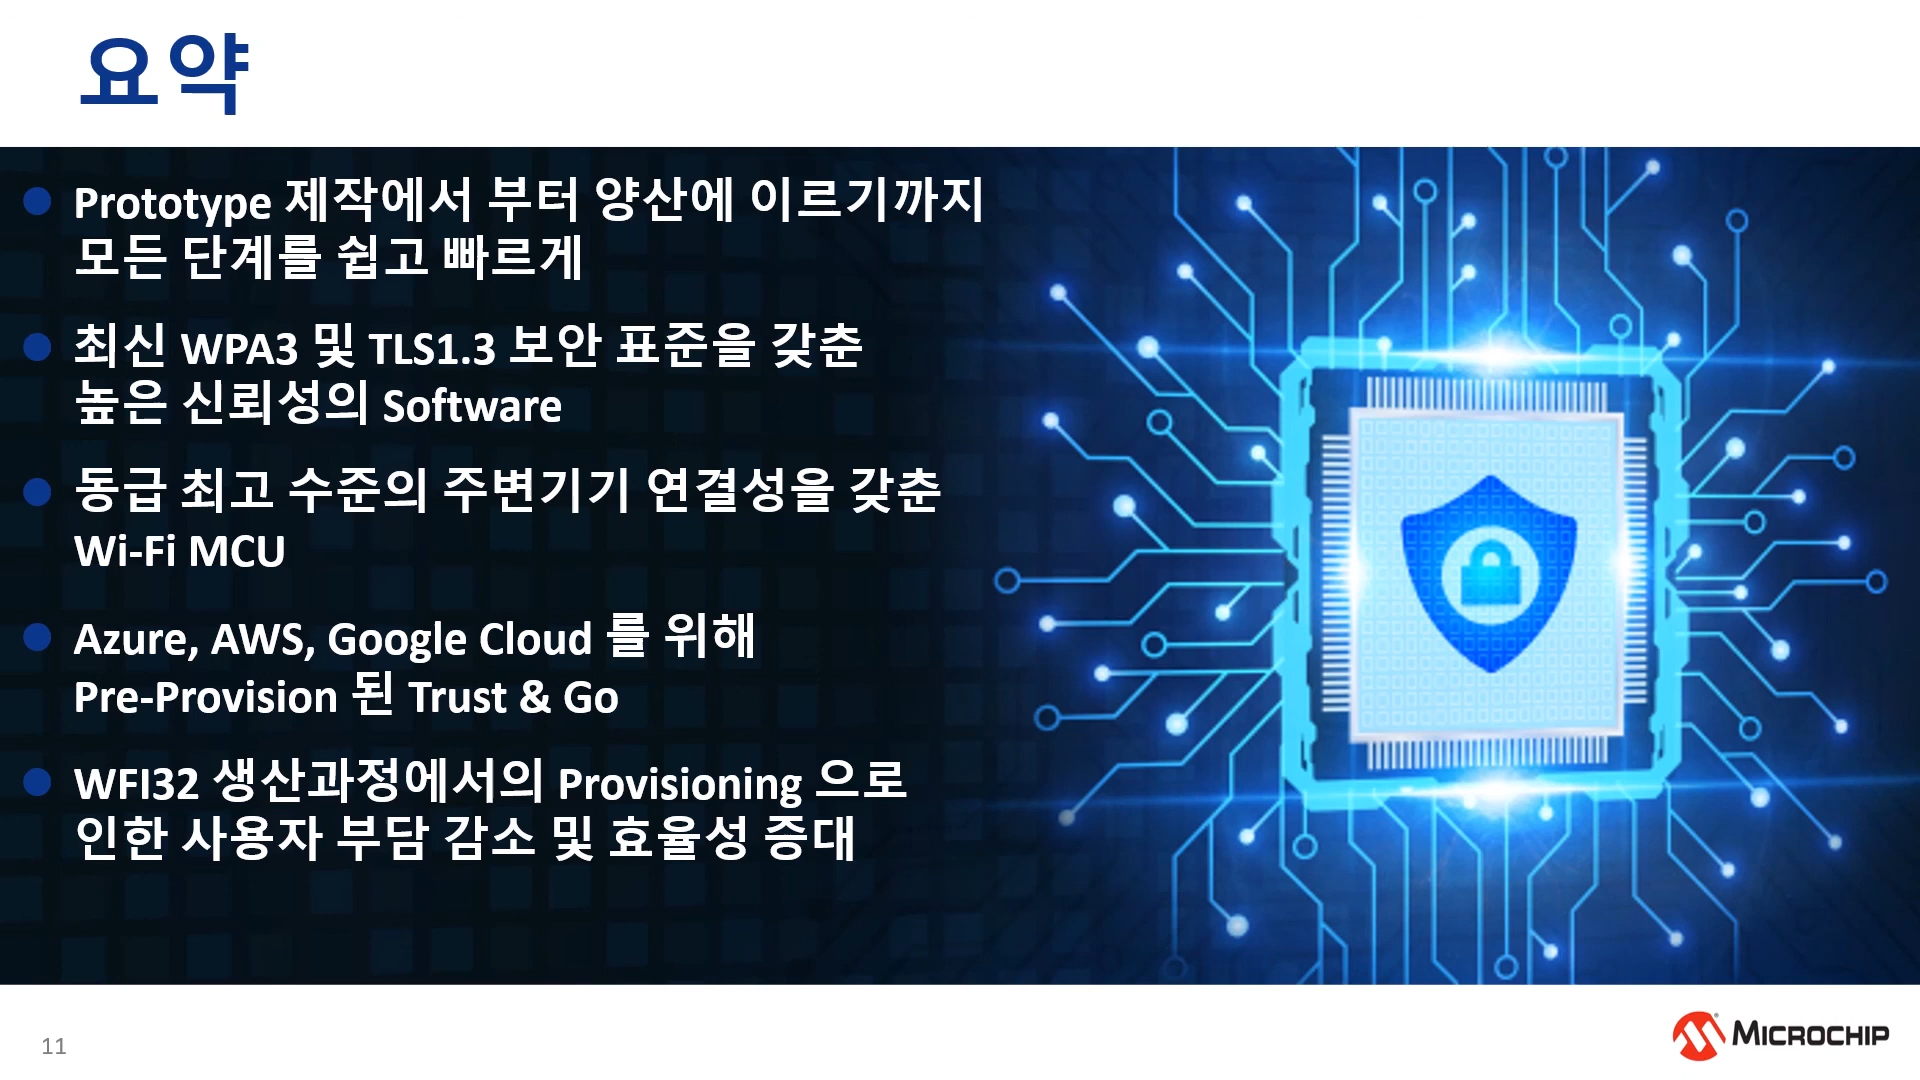 요약
Prototype 제작에서 부터 양산에 이르기까지
모든 단계를 쉽고 빠르게
최신 WPA3 및 TLS1.3 보안 표준을 갖춘
높은 신뢰성의 Software
동급 최고 수준의 주변기기 연결성을 갖춘
Wi-Fi MCU
Azure, AWS, Google Cloud 를 위해
Pre-Provision 된 Trust & Go
WFI32 생산과정에서의 Provisioning 으로
인한 사용자 부담 감소 및 효율성 증대
11
MICROCHIP